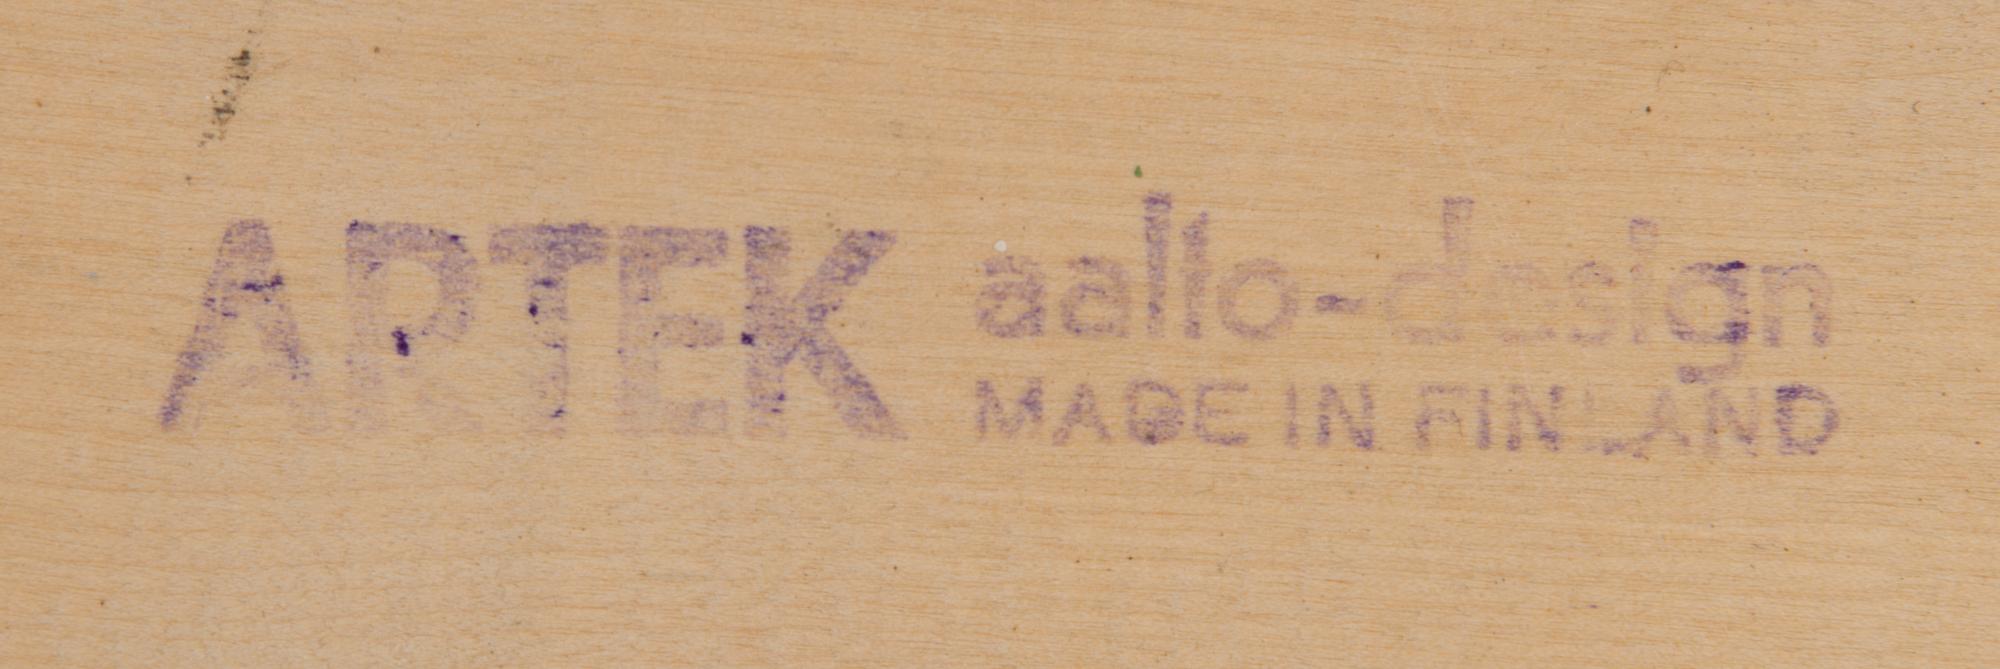 ARTEK
aalto-design
MADE IN FINLAND